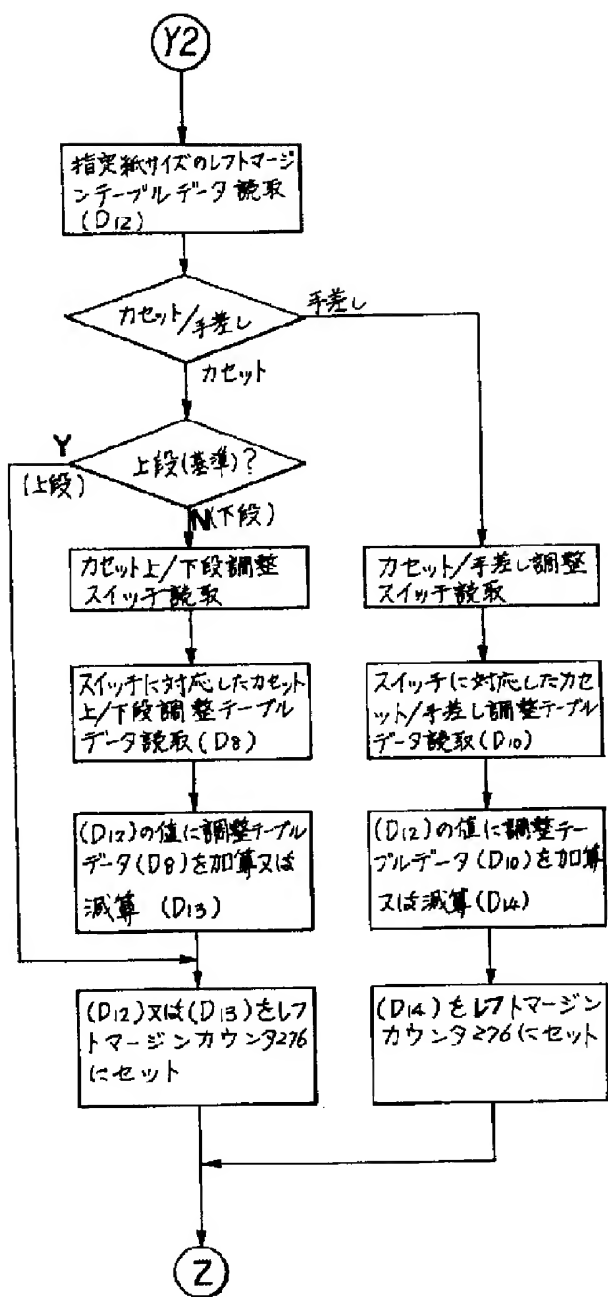 Y2
指定紙サイズのレフトマージ
ンテーブルデータ読取
(D12)
カセット/手差し
手差し
カセット
Y
(上段)
上段(基準)?
N(下段)
カセット上/下段調整
スイッチ読取
カセット/手差し調整
スイッチ読取
スイッチに対応したカセット
上/下段調整テーブル
データ読取(D8)
スイッチに対応したカセ
ット/手差し調整テーブル
データ読取(D10)
(D12)の値に調整テーブル
データ(D8)を加算又は
減算 (D13)
(D12)の値に調整テー
ブルデータ(D10)を加算
又は減算(D14)
(D12)又は(D13)をレフ
トマージンカウンタ276
にセット
(D14)をレフトマージン
カウンタ276にセット
Z